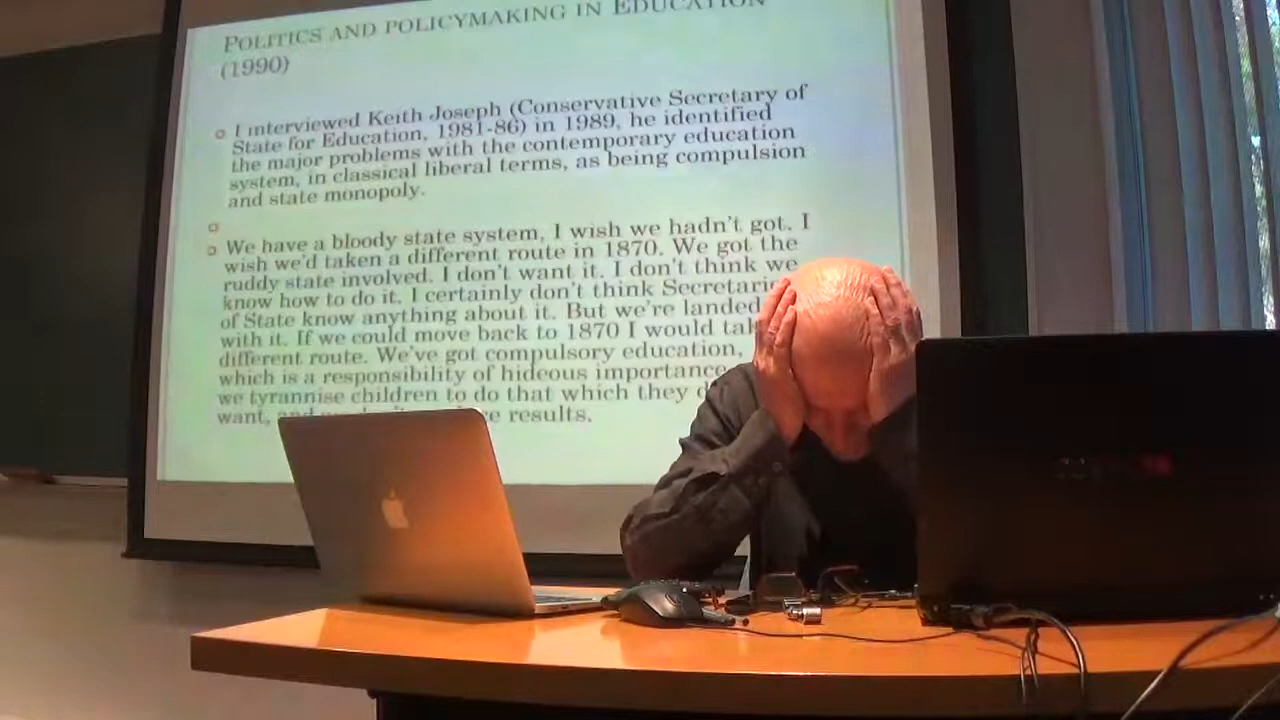 POLITICS AND POLICYMAKING IN EDUCATION
(1990)
I interviewed Keith Joseph (Conservative Secretary of
State for Education, 1981-86) in 1989, he identified
the major problems with the contemporary education
system, in classical liberal terms, as being compulsion
and state monopoly.
We have a bloody state system, I wish we hadn't got. I
wish we'd taken a different route in 1870. We got the
ruddy state involved. I don't want it. I don't think we
know how to do it. I certainly don't think
of State know anything about it. But we're landed
with it. If we could move back to 1870 I would
different route. We've got compulsory education,
which is a responsibility of hideous importance
we tyrannise children to do that which they
want, results.